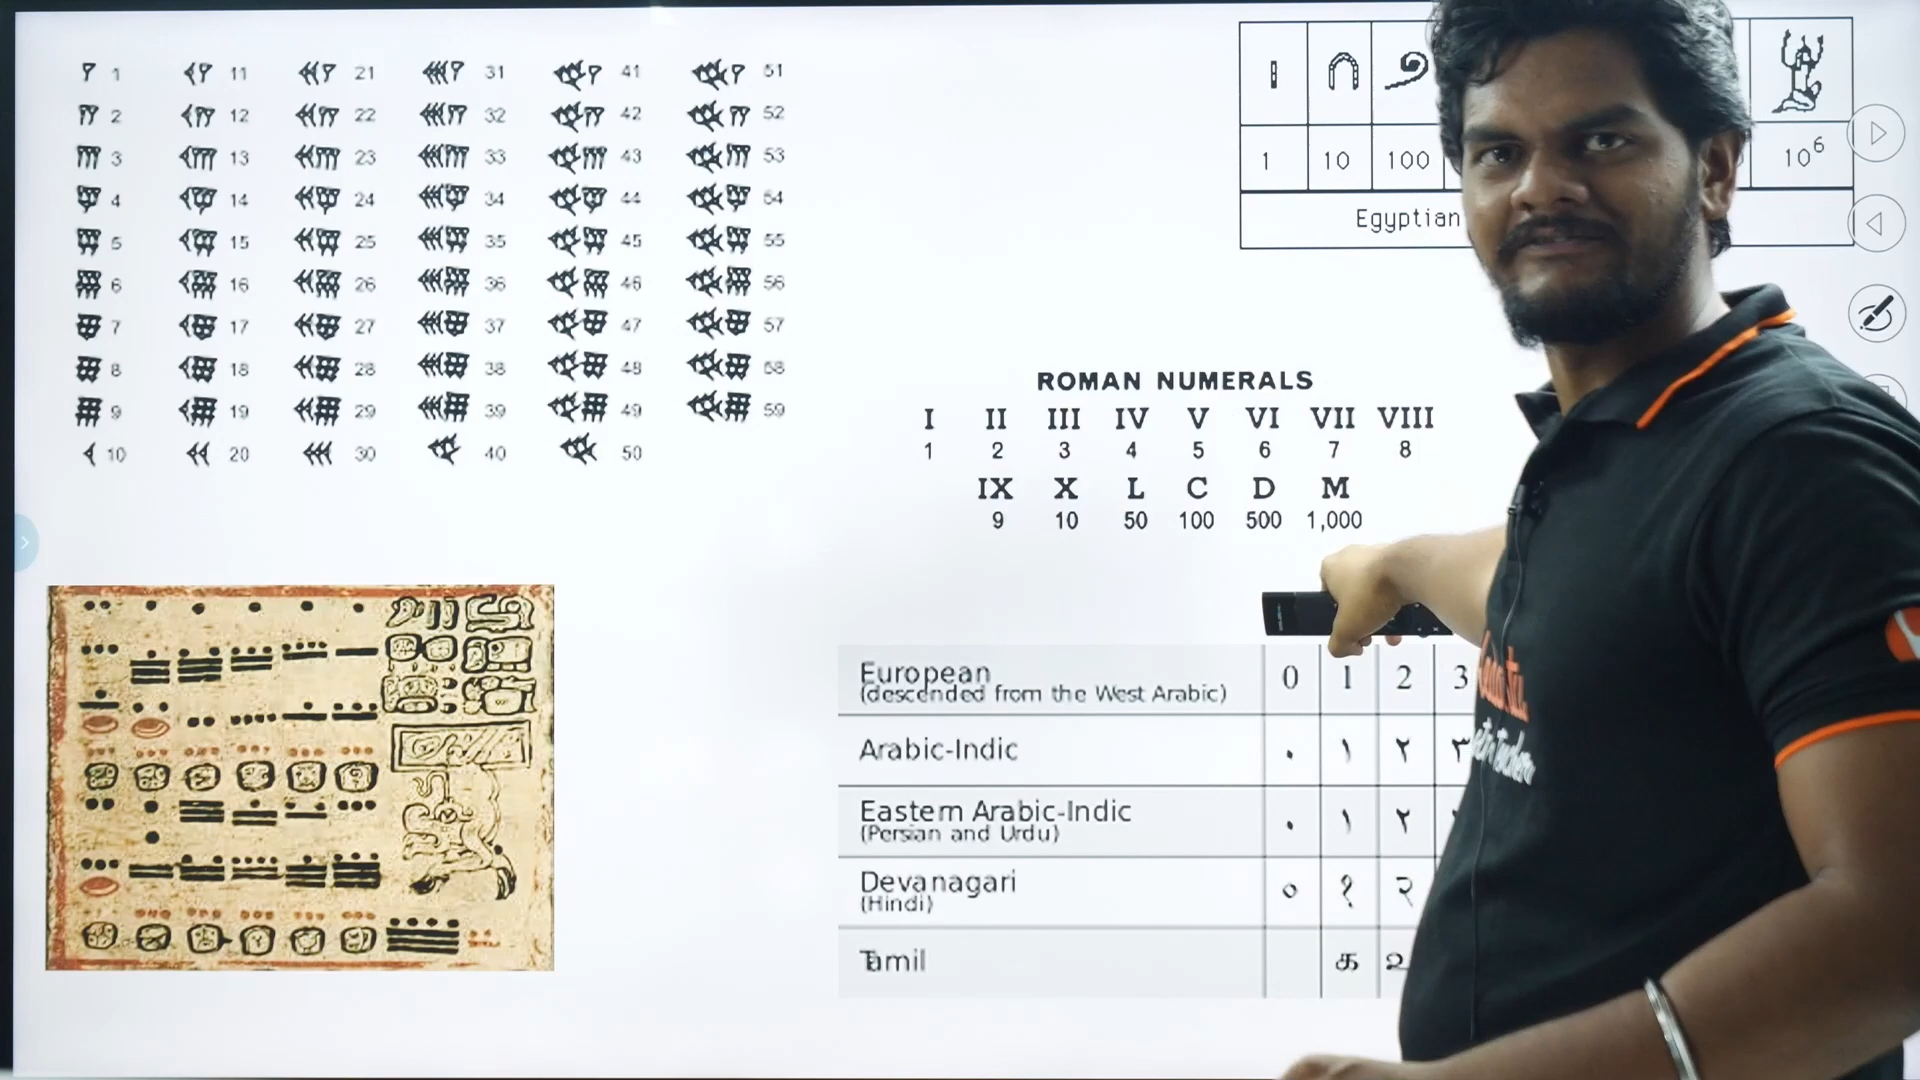 1 11 21 31 41 51
2 12 22 32 42 52
3 13 23 33 43 53
4 14 24 34 44 54
5 15 25 35 45 55
6 16 26 36 46 56
7 17 27 37 47 57
8 18 28 38 48 58
9 19 29 39 49 59
10 20 30 40 50
1 10 100 10⁶
Egyptian
ROMAN NUMERALS
I II III IV V VI VII VIII
1 2 3 4 5 6 7 8
IX X L C D M
9 10 50 100 500 1,000
European 0 1 2 3
(descended from the West Arabic)
Arabic-Indic ٠ ١ ٢ ٣
Eastern Arabic-Indic ۰ ۱ ۲
(Persian and Urdu)
Devanagari ० १ २
(Hindi)
Tamil ௧ ௨